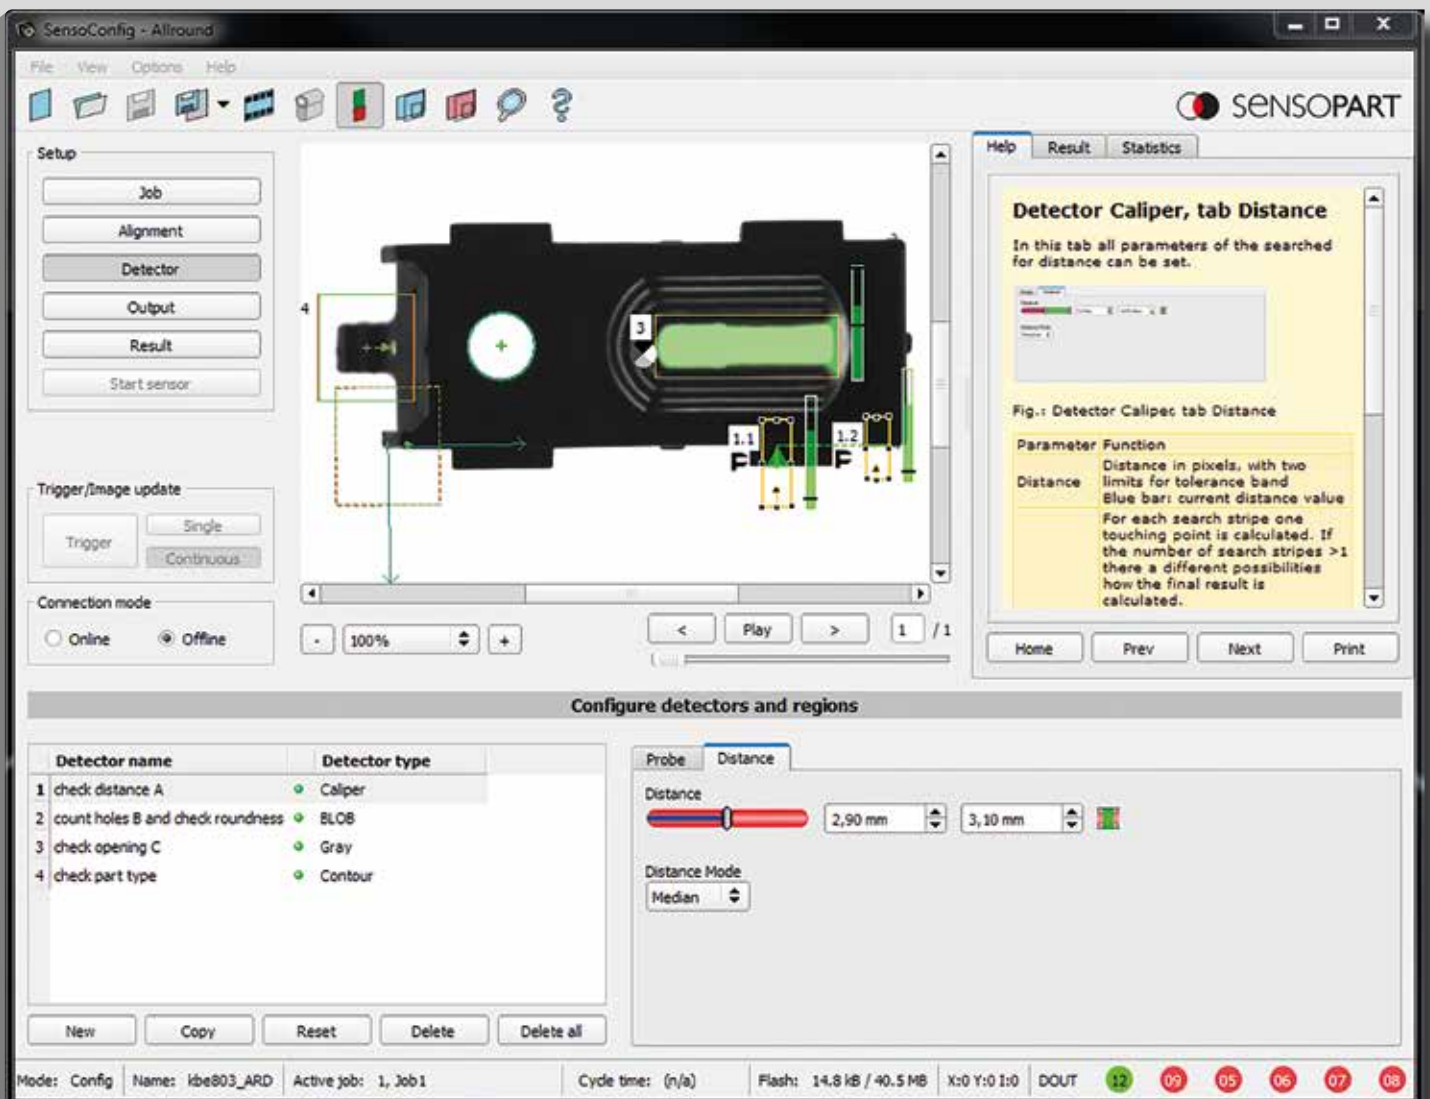 SensoConfig - Allround
File View Options Help
SENSOPART
Setup
Job
Alignment
Detector
Output
Result
Start sensor
Trigger/Image update
Trigger
Single
Continuous
Connection mode
Online Offline
4
3
1.1
1.2
- 100% +
< Play > 1 / 1
Help Result Statistics
Detector Caliper, tab Distance
In this tab all parameters of the searched
for distance can be set.
Fig.: Detector Caliper, tab Distance
Parameter Function
Distance
Distance in pixels, with two
limits for tolerance band
Blue bar: current distance value
For each search stripe one
touching point is calculated. If
the number of search stripes >1
there a different possibilities
how the final result is
calculated.
Home Prev Next Print
Configure detectors and regions
Detector name Detector type
1 check distance A Caliper
2 count holes B and check roundness BLOB
3 check opening C Gray
4 check part type Contour
New Copy Reset Delete Delete all
Probe Distance
Distance
2,90 mm 3,10 mm
Distance Mode
Median
Mode: Config Name: kbe803_ARD Active job: 1, Job1 Cycle time: (n/a) Flash: 14.8 kB / 40.5 MB X:0 Y:0 I:0 DOUT 12 09 05 06 07 08